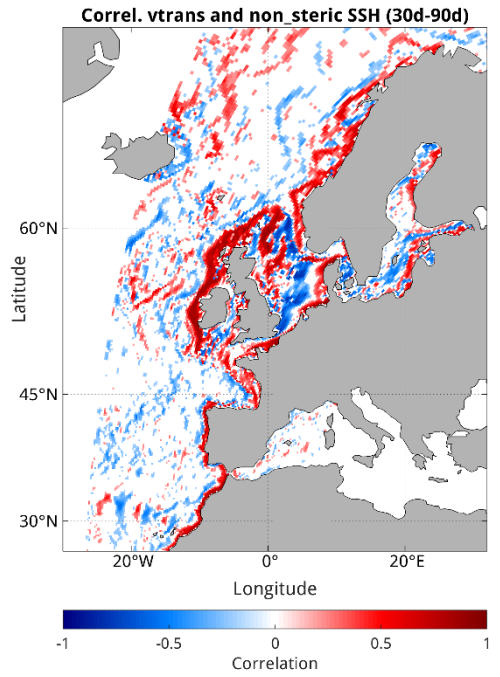 Correl. vtrans and non_steric SSH (30d-90d)
60°N
45°N
30°N
Latitude
20°W 0° 20°E
Longitude
-1 -0.5 0 0.5 1
Correlation